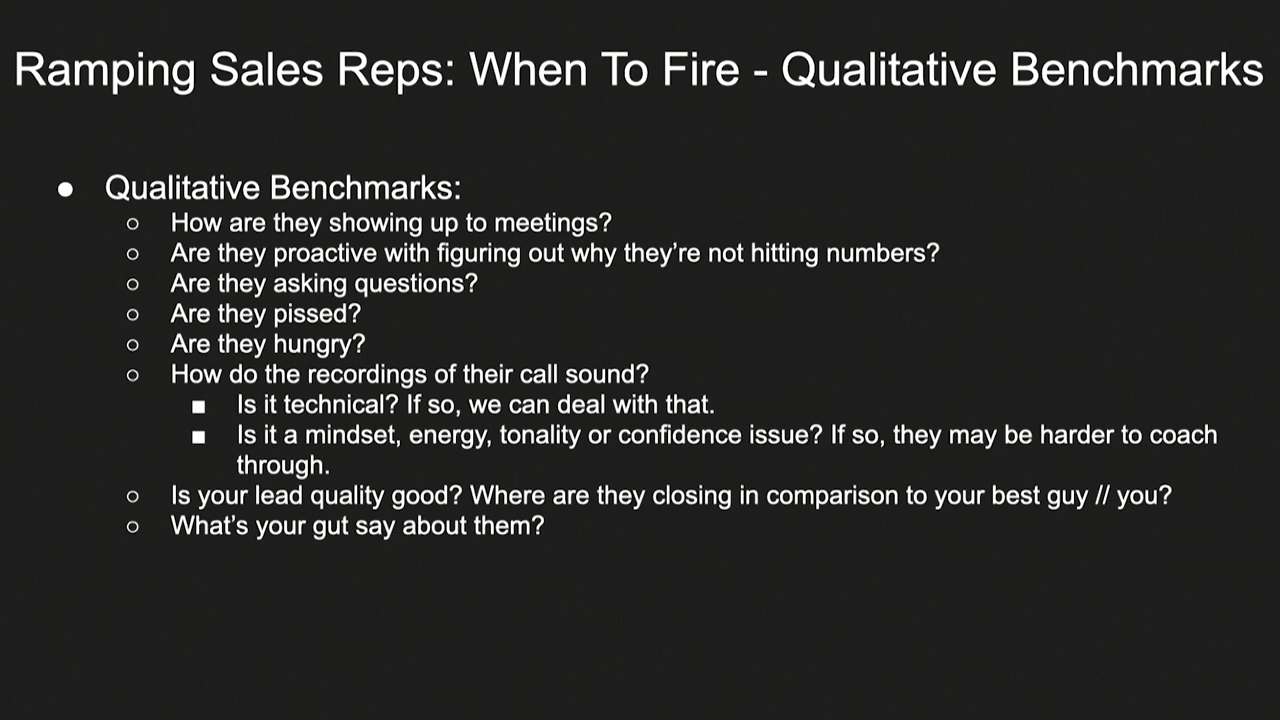 Ramping Sales Reps: When To Fire - Qualitative Benchmarks
● Qualitative Benchmarks:
○ How are they showing up to meetings?
○ Are they proactive with figuring out why they’re not hitting numbers?
○ Are they asking questions?
○ Are they pissed?
○ Are they hungry?
○ How do the recordings of their call sound?
■ Is it technical? If so, we can deal with that.
■ Is it a mindset, energy, tonality or confidence issue? If so, they may be harder to coach
through.
○ Is your lead quality good? Where are they closing in comparison to your best guy // you?
○ What’s your gut say about them?